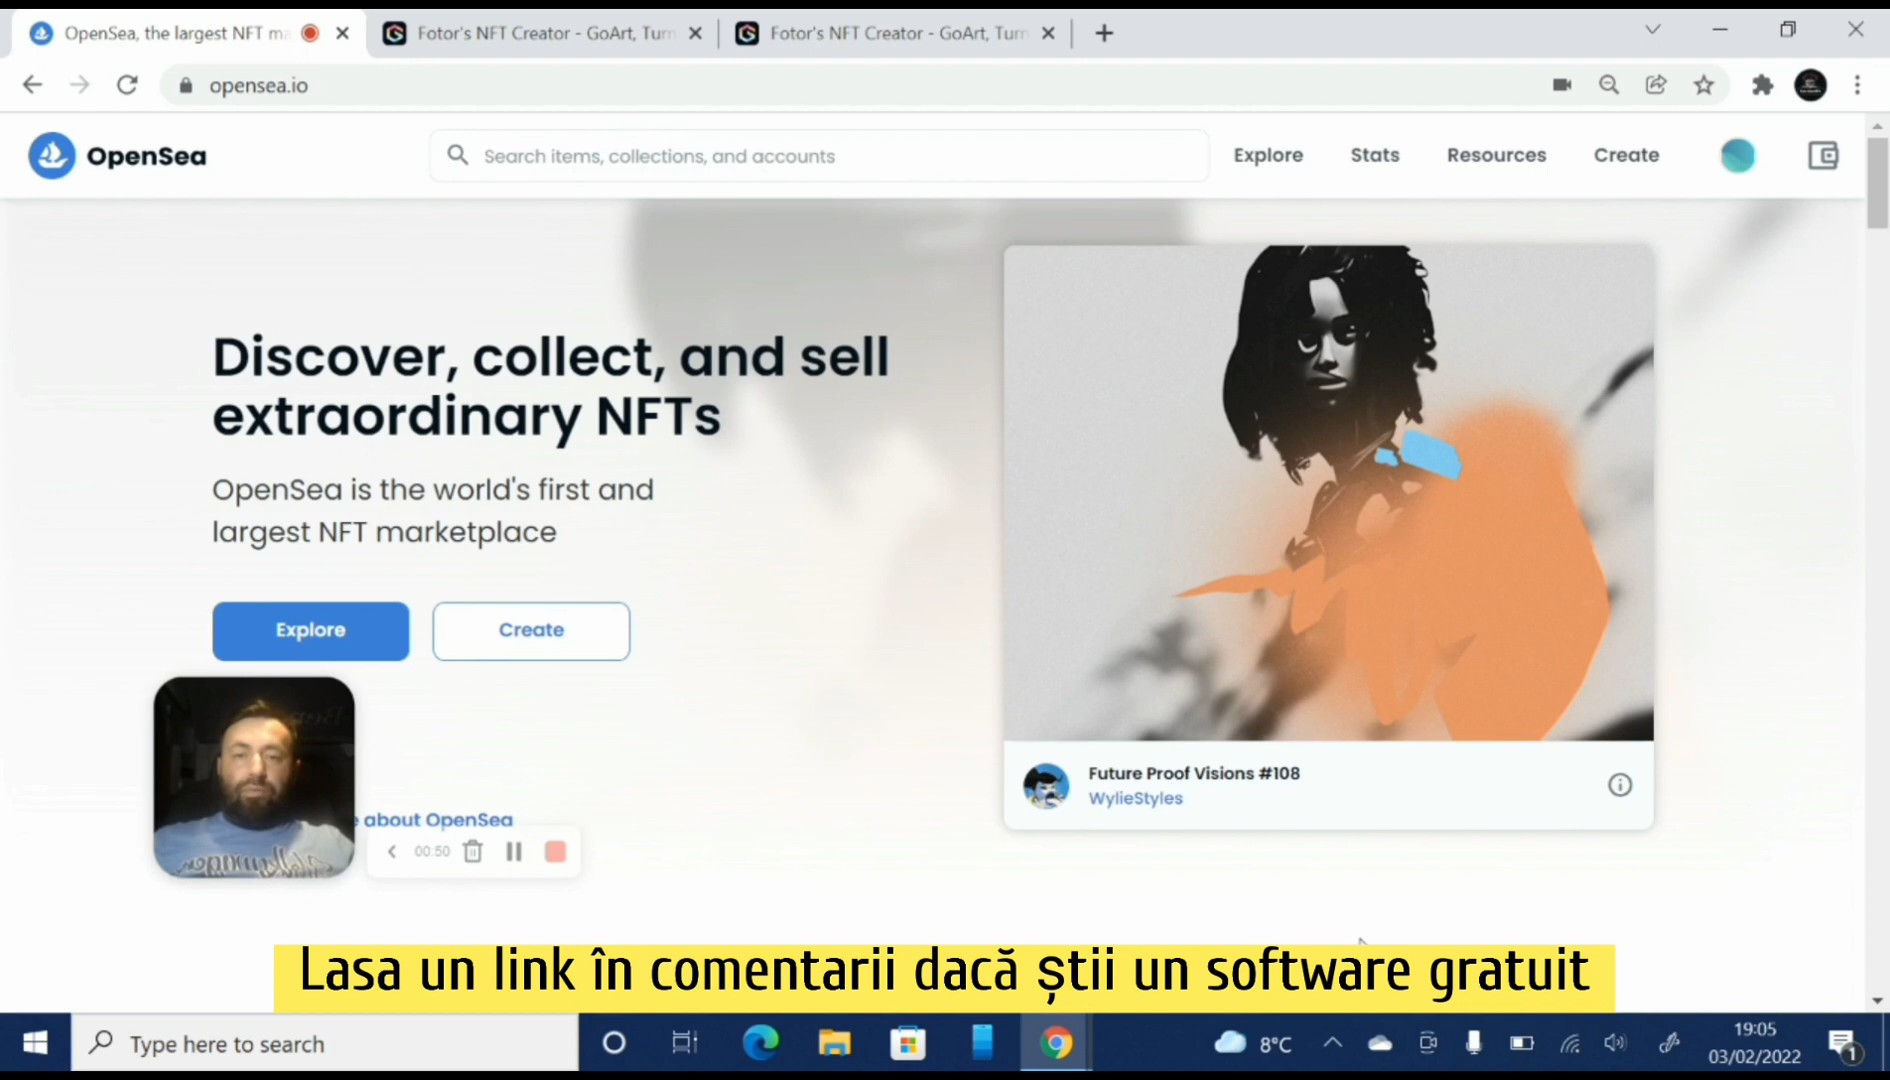 OpenSea, the largest NFT ma
Fotor's NFT Creator - GoArt, Turn
Fotor's NFT Creator - GoArt, Turn
opensea.io
OpenSea
Search items, collections, and accounts
Explore
Stats
Resources
Create
Discover, collect, and sell
extraordinary NFTs
OpenSea is the world's first and
largest NFT marketplace
Explore
Create
Future Proof Visions #108
WylieStyles
about OpenSea
00:50
Lasa un link în comentarii dacă știi un software gratuit
Type here to search
8°C
19:05
03/02/2022
1